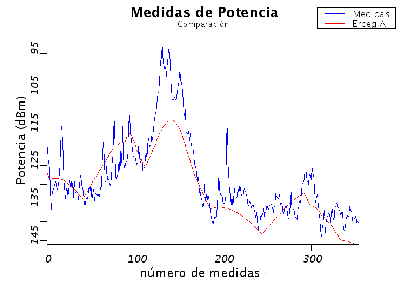 Medidas de Potencia
Comparación
Medidas
Erceg A.
Potencia (dBm)
95
105
115
125
135
145
0
100
200
300
número de medidas